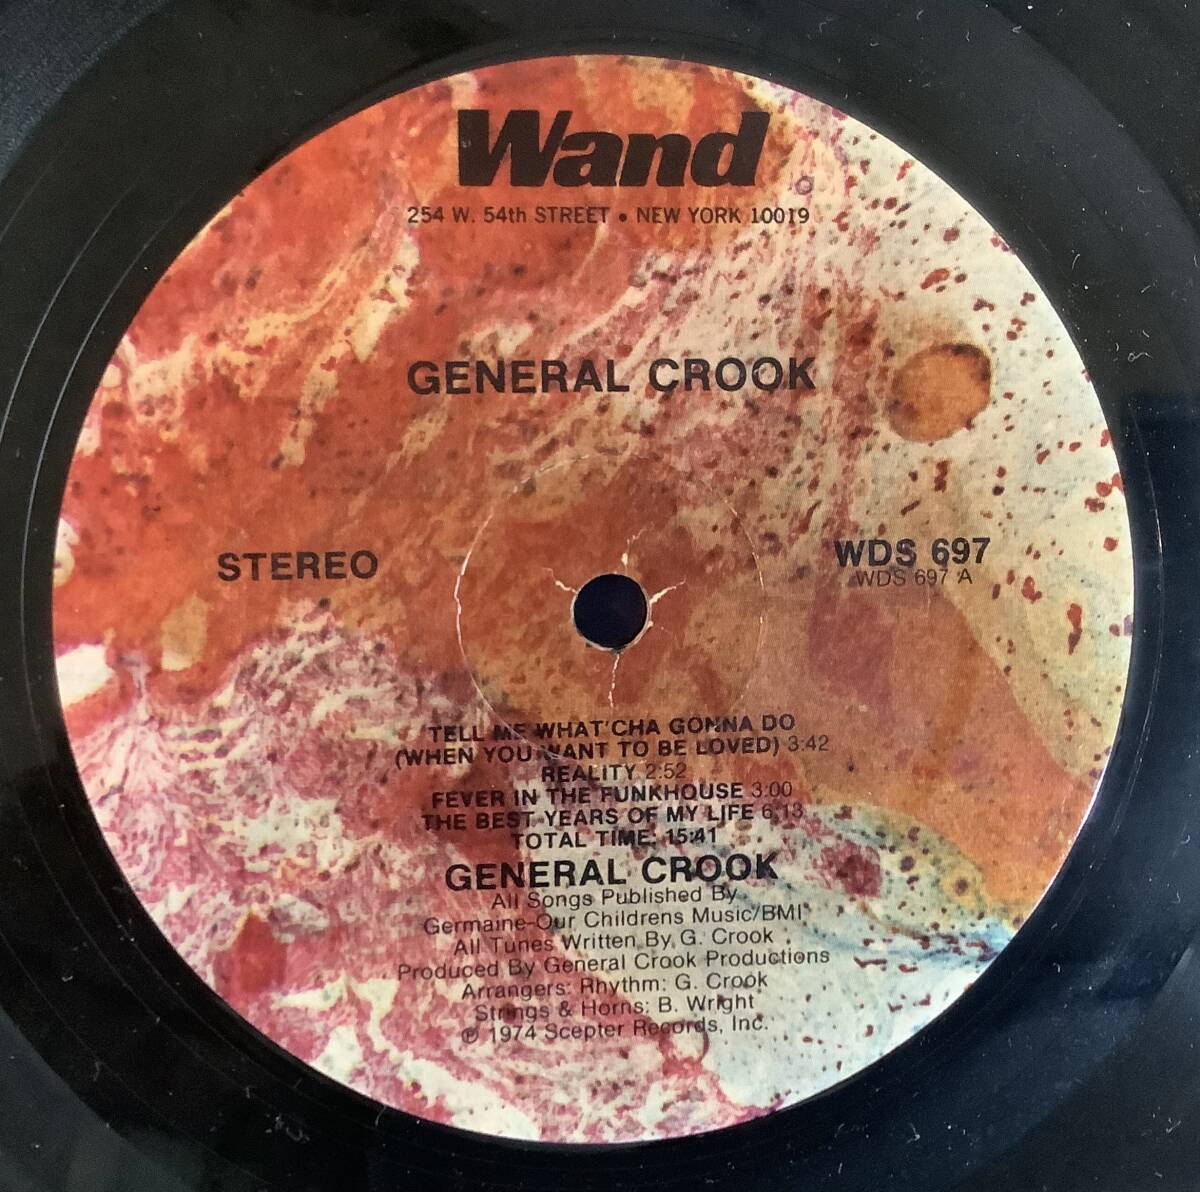 Wand
254 W. 54th STREET • NEW YORK 10019
GENERAL CROOK
STEREO
WDS 697
WDS 697 A
TELL ME WHAT'CHA GONNA DO
(WHEN YOU WANT TO BE LOVED) 3:42
REALITY 2:52
FEVER IN THE FUNKHOUSE 3:00
THE BEST YEARS OF MY LIFE 6:13
TOTAL TIME: 15:41
GENERAL CROOK
All Songs Published By
Germaine-Our Childrens Music/BMI
All Tunes Written By G. Crook
Produced By General Crook Productions
Arrangers: Rhythm: G. Crook
Strings & Horns: B. Wright
℗ 1974 Scepter Records, Inc.